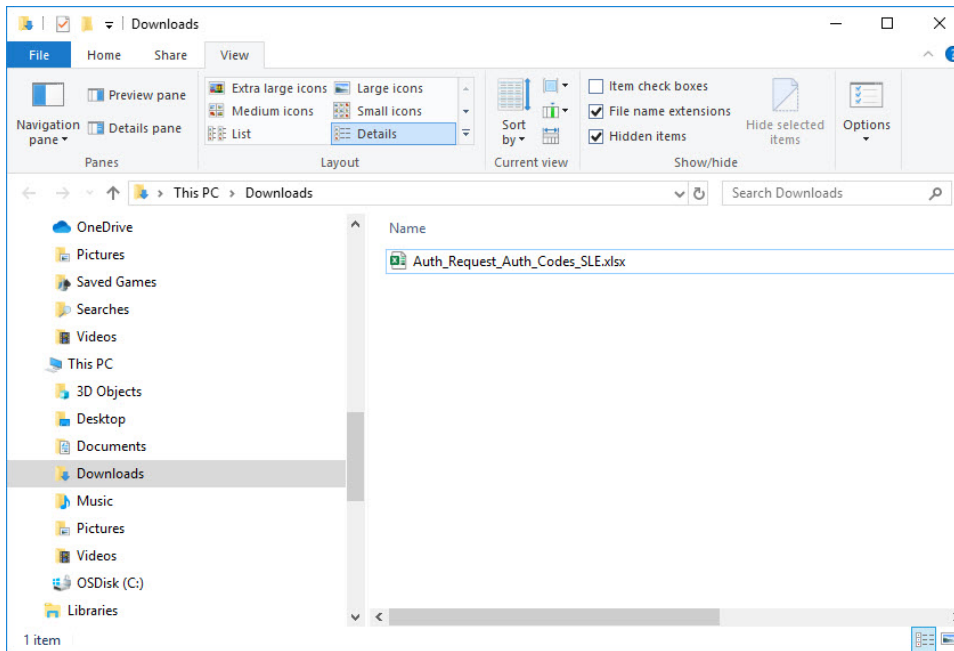 Downloads
File Home Share View
Navigation pane
Preview pane
Details pane
Panes
Extra large icons Large icons
Medium icons Small icons
List Details
Layout
Sort by
Current view
Item check boxes
File name extensions
Hidden items
Hide selected items
Show/hide
Options
This PC > Downloads
Search Downloads
OneDrive
Pictures
Saved Games
Searches
Videos
This PC
3D Objects
Desktop
Documents
Downloads
Music
Pictures
Videos
OSDisk (C:)
Libraries
Name
Auth_Request_Auth_Codes_SLE.xlsx
1 item